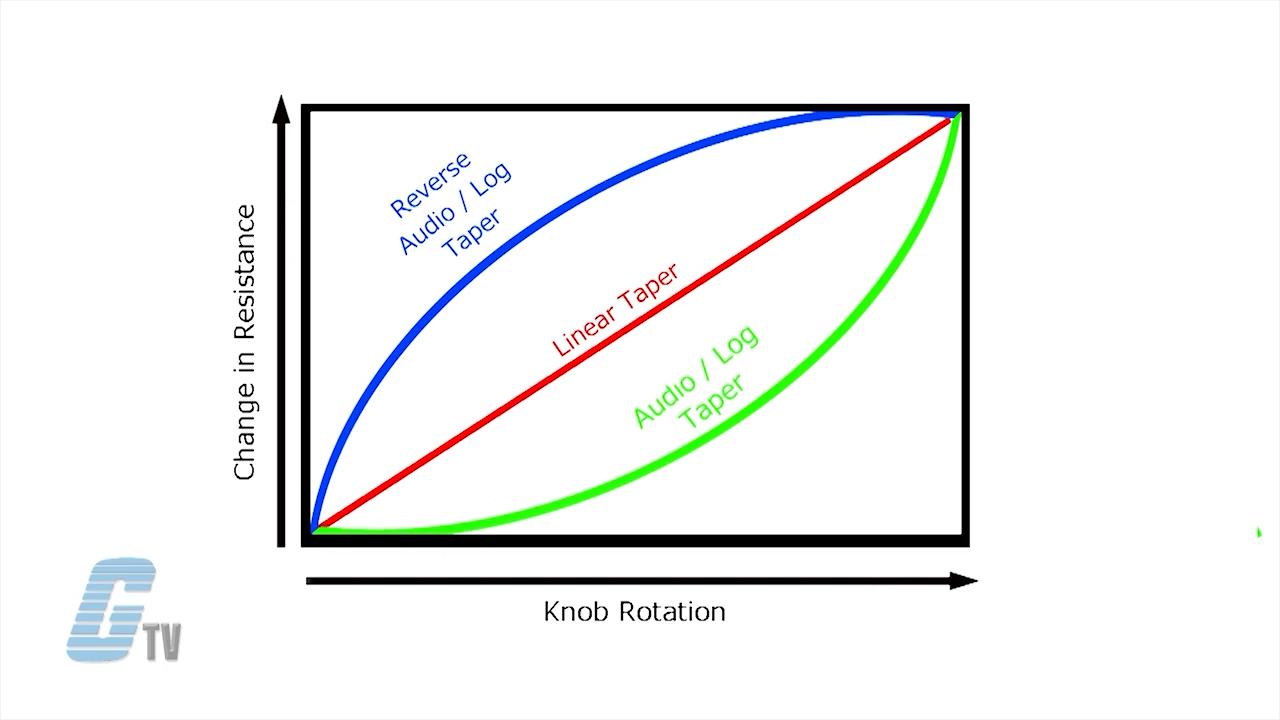 Reverse
Audio / Log
Taper
Linear Taper
Audio / Log
Taper
Change in Resistance
Knob Rotation
G TV